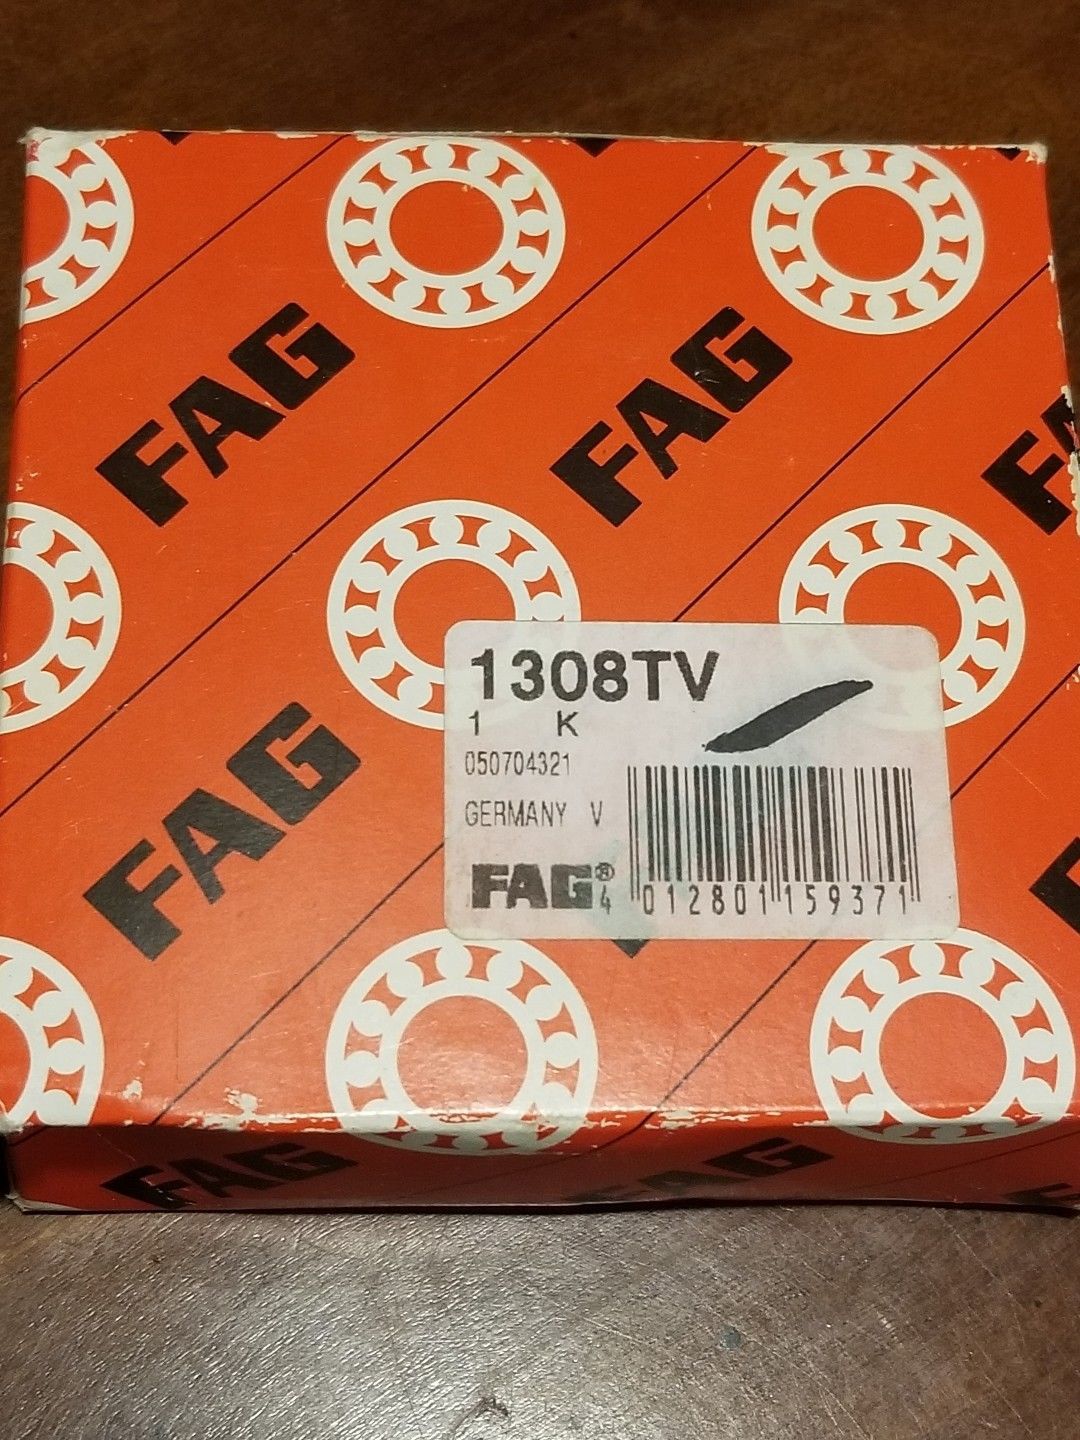 FAG
FAG
FAG
1308TV
1 K
050704321
GERMANY V
FAG®
4 012801 159371
FAG
FAG